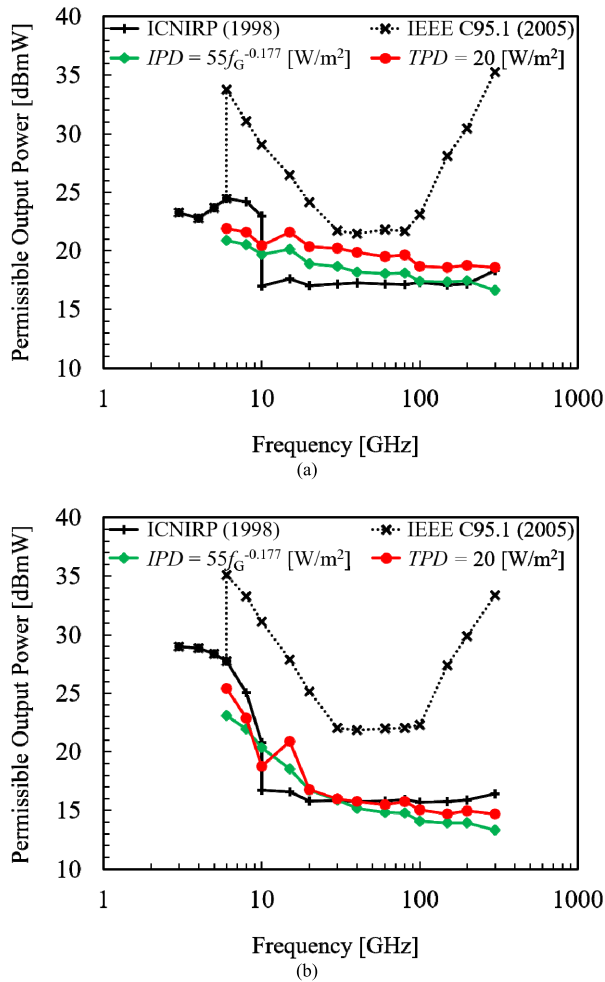 ICNIRP (1998)
IEEE C95.1 (2005)
IPD = 55f_G^-0.177 [W/m²]
TPD = 20 [W/m²]
Permissible Output Power [dBmW]
40
35
30
25
20
15
10
1
10
100
1000
Frequency [GHz]
(a)
ICNIRP (1998)
IEEE C95.1 (2005)
IPD = 55f_G^-0.177 [W/m²]
TPD = 20 [W/m²]
Permissible Output Power [dBmW]
40
35
30
25
20
15
10
1
10
100
1000
Frequency [GHz]
(b)